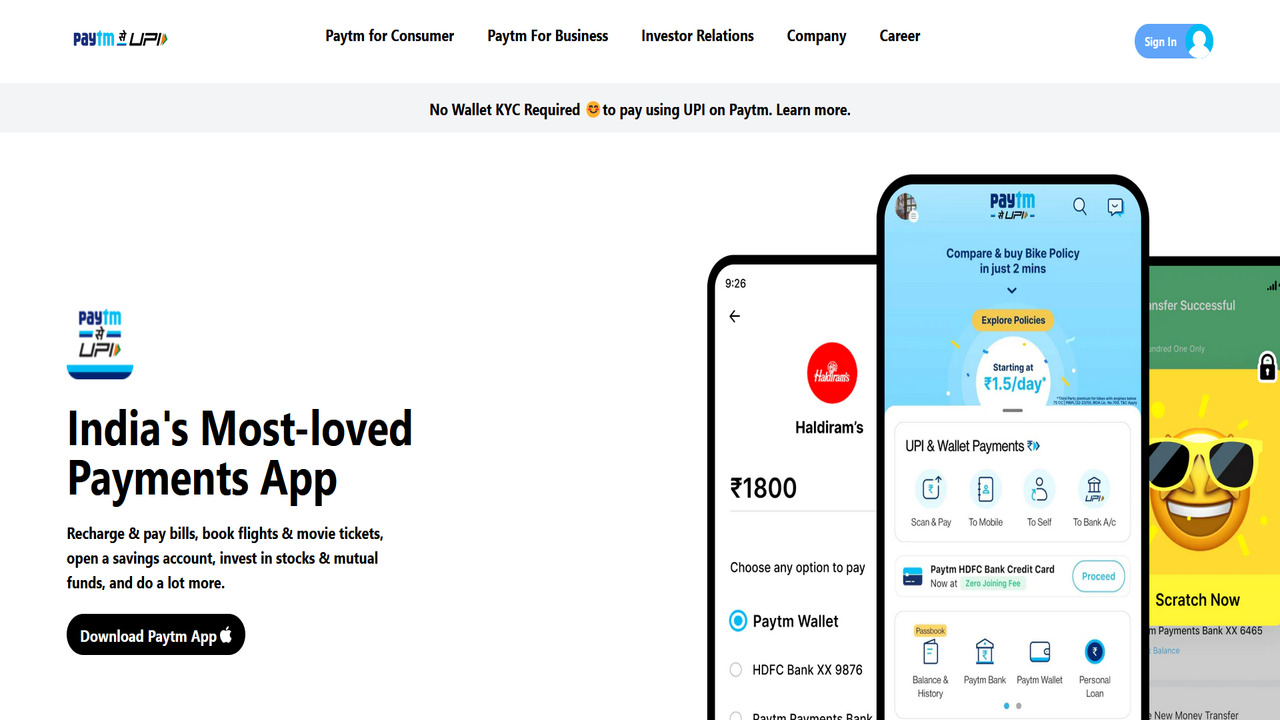 paytm से UPI
Paytm for Consumer
Paytm For Business
Investor Relations
Company
Career
Sign In
No Wallet KYC Required 😊 to pay using UPI on Paytm. Learn more.
paytm
से
UPI
India's Most-loved
Payments App
Recharge & pay bills, book flights & movie tickets,
open a savings account, invest in stocks & mutual
funds, and do a lot more.
Download Paytm App
9:26
Haldiram's
Haldiram's
₹1800
Choose any option to pay
Paytm Wallet
HDFC Bank XX 9876
Paytm Payments Bank
paytm
से UPI
Compare & buy Bike Policy
in just 2 mins
Explore Policies
Starting at
₹1.5/day*
UPI & Wallet Payments
Scan & Pay
To Mobile
To Self
UPI
To Bank A/c
Paytm HDFC Bank Credit Card
Now at Zero Joining Fee
Proceed
Passbook
Balance &
History
Paytm Bank
Paytm Wallet
Personal
Loan
nsfer Successful
undred One Only
Scratch Now
m Payments Bank XX 6465
Balance
e New Money Transfer